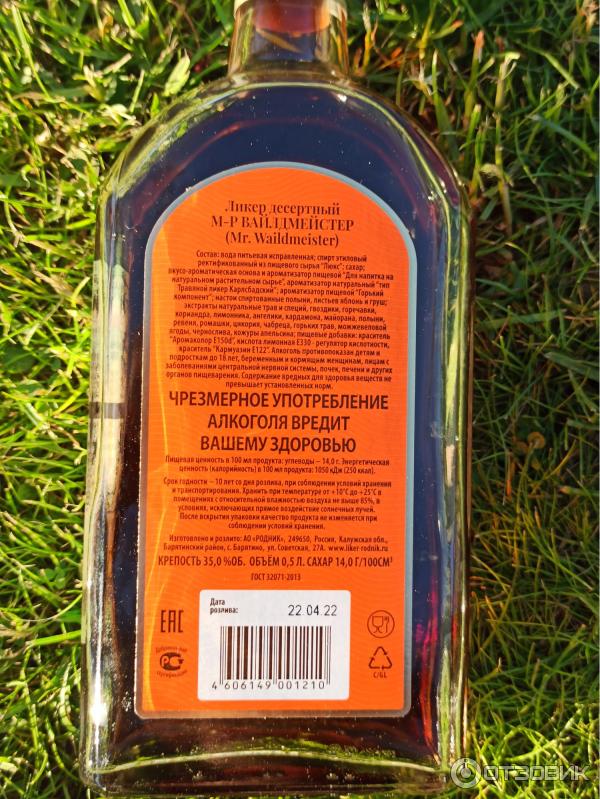 Ликер десертный
М-Р ВАЙЛДМЕЙСТЕР
(Mr. Waildmeister)
Состав: вода питьевая исправленная; спирт этиловый
ректификованный из пищевого сырья "Люкс"; сахар;
вкусо-ароматическая основа и ароматизатор пищевой "Для напитка на
натуральном растительном сырье", ароматизатор натуральный "тип
Травяной ликер Карлсбадский"; ароматизатор пищевой "Горький
компонент"; настои спиртованные полыни, листьев яблонь и груш;
экстракты натуральные трав и специй, гвоздики, горечавки,
кориандра, лимонника, ангелики, кардамона, майорана, полыни,
ревеня, ромашки, цикория, чабреца, горьких трав, можжевеловой
ягоды, чернослива, кожуры апельсина; пищевые добавки: краситель
"Аромаколор Е150d", кислота лимонная Е330 - регулятор кислотности,
краситель "Кармуазин Е122". Алкоголь противопоказан детям и
подросткам до 18 лет, беременным и кормящим женщинам, лицам с
заболеваниями центральной нервной системы, почек, печени и других
органов пищеварения. Содержание вредных для здоровья веществ не
превышает установленных норм.
ЧРЕЗМЕРНОЕ УПОТРЕБЛЕНИЕ
АЛКОГОЛЯ ВРЕДИТ
ВАШЕМУ ЗДОРОВЬЮ
Пищевая ценность в 100 мл продукта: углеводы – 14,0 г. Энергетическая
ценность (калорийность) в 100 мл продукта: 1050 кДж (250 ккал).
Срок годности – 10 лет со дня розлива, при соблюдении условий хранения
и транспортирования. Хранить при температуре от +10°С до +25°С в
помещениях с относительной влажностью воздуха не выше 85%, в
условиях, исключающих прямое воздействие солнечных лучей.
После вскрытия упаковки качество продукта не изменяется при
соблюдении условий хранения.
Изготовлено и розлито: АО «РОДНИК», 249650, Россия, Калужская обл.,
Барятинский район, с. Барятино, ул. Советская, 27А. www.liker-rodnik.ru
КРЕПОСТЬ 35,0 %ОБ. ОБЪЁМ 0,5 Л. САХАР 14,0 Г/100СМ³
ГОСТ 32071-2013
Дата
розлива:
22.04.22
ЕАС
Добровольная
сертификация
4 606149 001210
C/GL
ОТЗОВИК